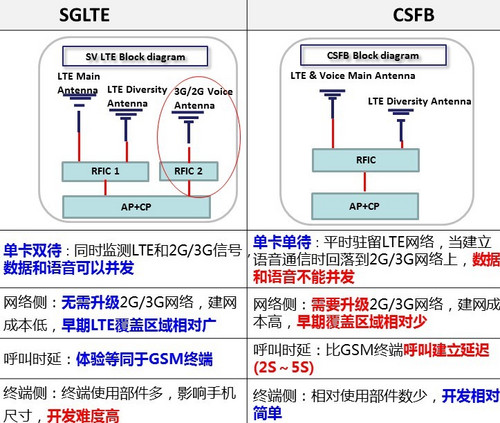 SGLTE
CSFB
SV LTE Block diagram
LTE Main
Antenna
LTE Diversity
Antenna
3G/2G Voice
Antenna
RFIC 1
RFIC 2
AP+CP
CSFB Block diagram
LTE & Voice Main Antenna
LTE Diversity Antenna
RFIC
AP+CP
单卡双待：同时监测LTE和2G/3G信号，
数据和语音可以并发
单卡单待：平时驻留LTE网络，当建立
语音通信时回落到2G/3G网络上，数据
和语音不能并发
网络侧：无需升级2G/3G网络，建网
成本低，早期LTE覆盖区域相对广
网络侧：需要升级2G/3G网络，建网成
本高，早期覆盖区域相对少
呼叫时延：体验等同于GSM终端
呼叫时延：比GSM终端呼叫建立延迟
(2S～5S)
终端侧：终端使用部件多，影响手机
尺寸，开发难度高
终端侧：相对使用部件数少，开发相对
简单